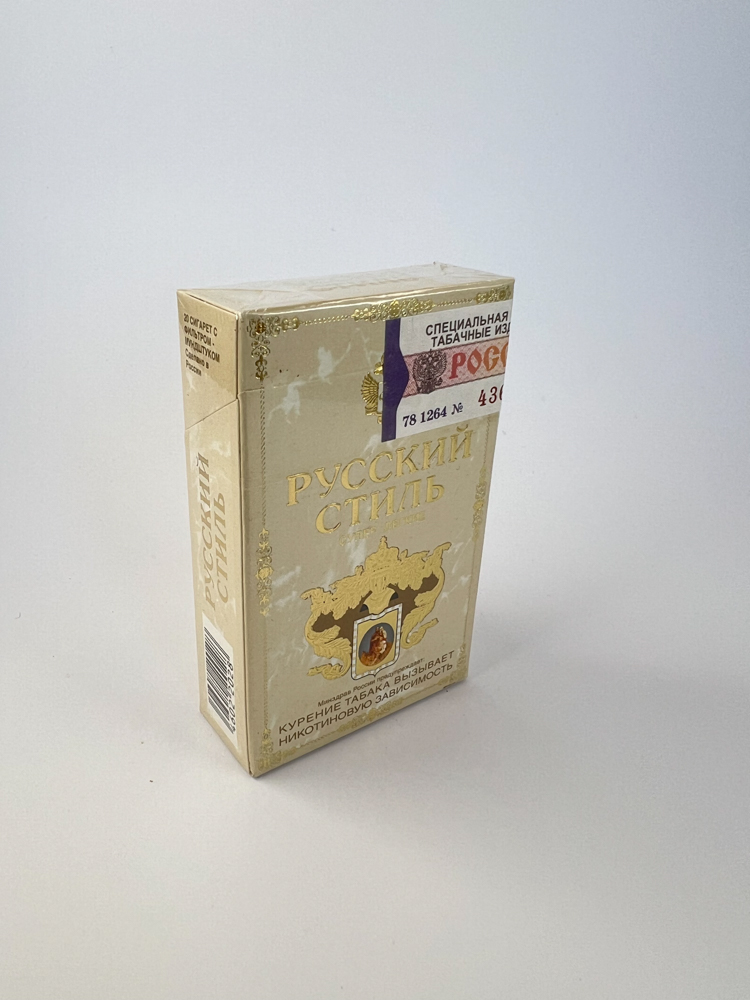 20 СИГАРЕТ С
ФИЛЬТРОМ -
МУНДШТУКОМ
Сделано в
России
РУССКИЙ
СТИЛЬ
СПЕЦИАЛЬНАЯ
ТАБАЧНЫЕ ИЗД
РОСС
78 1264 № 436
РУССКИЙ
СТИЛЬ
Минздрав России предупреждает:
КУРЕНИЕ ТАБАКА ВЫЗЫВАЕТ
НИКОТИНОВУЮ ЗАВИСИМОСТЬ